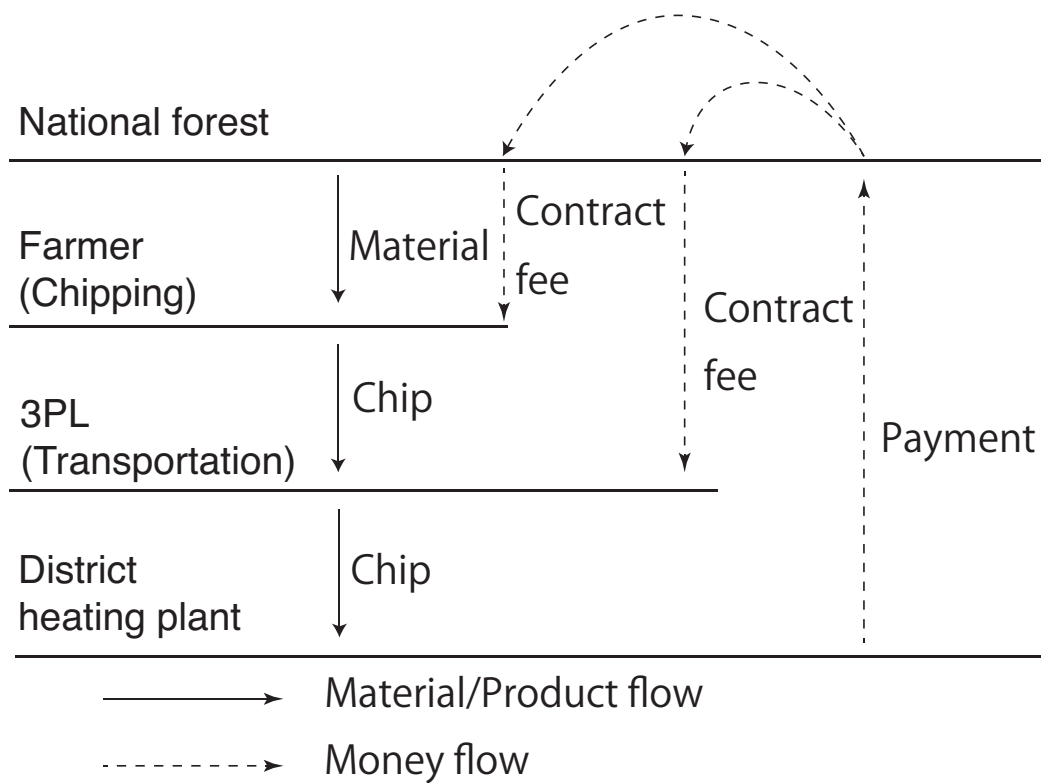 National forest
Farmer
(Chipping)
Material
Contract
fee
Contract
fee
3PL
(Transportation)
Chip
Payment
District
heating plant
Chip
Material/Product flow
Money flow